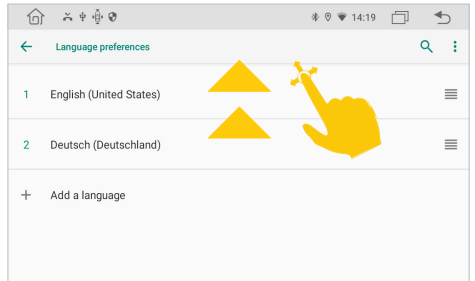 14:19
Language preferences
1 English (United States)
2 Deutsch (Deutschland)
+ Add a language